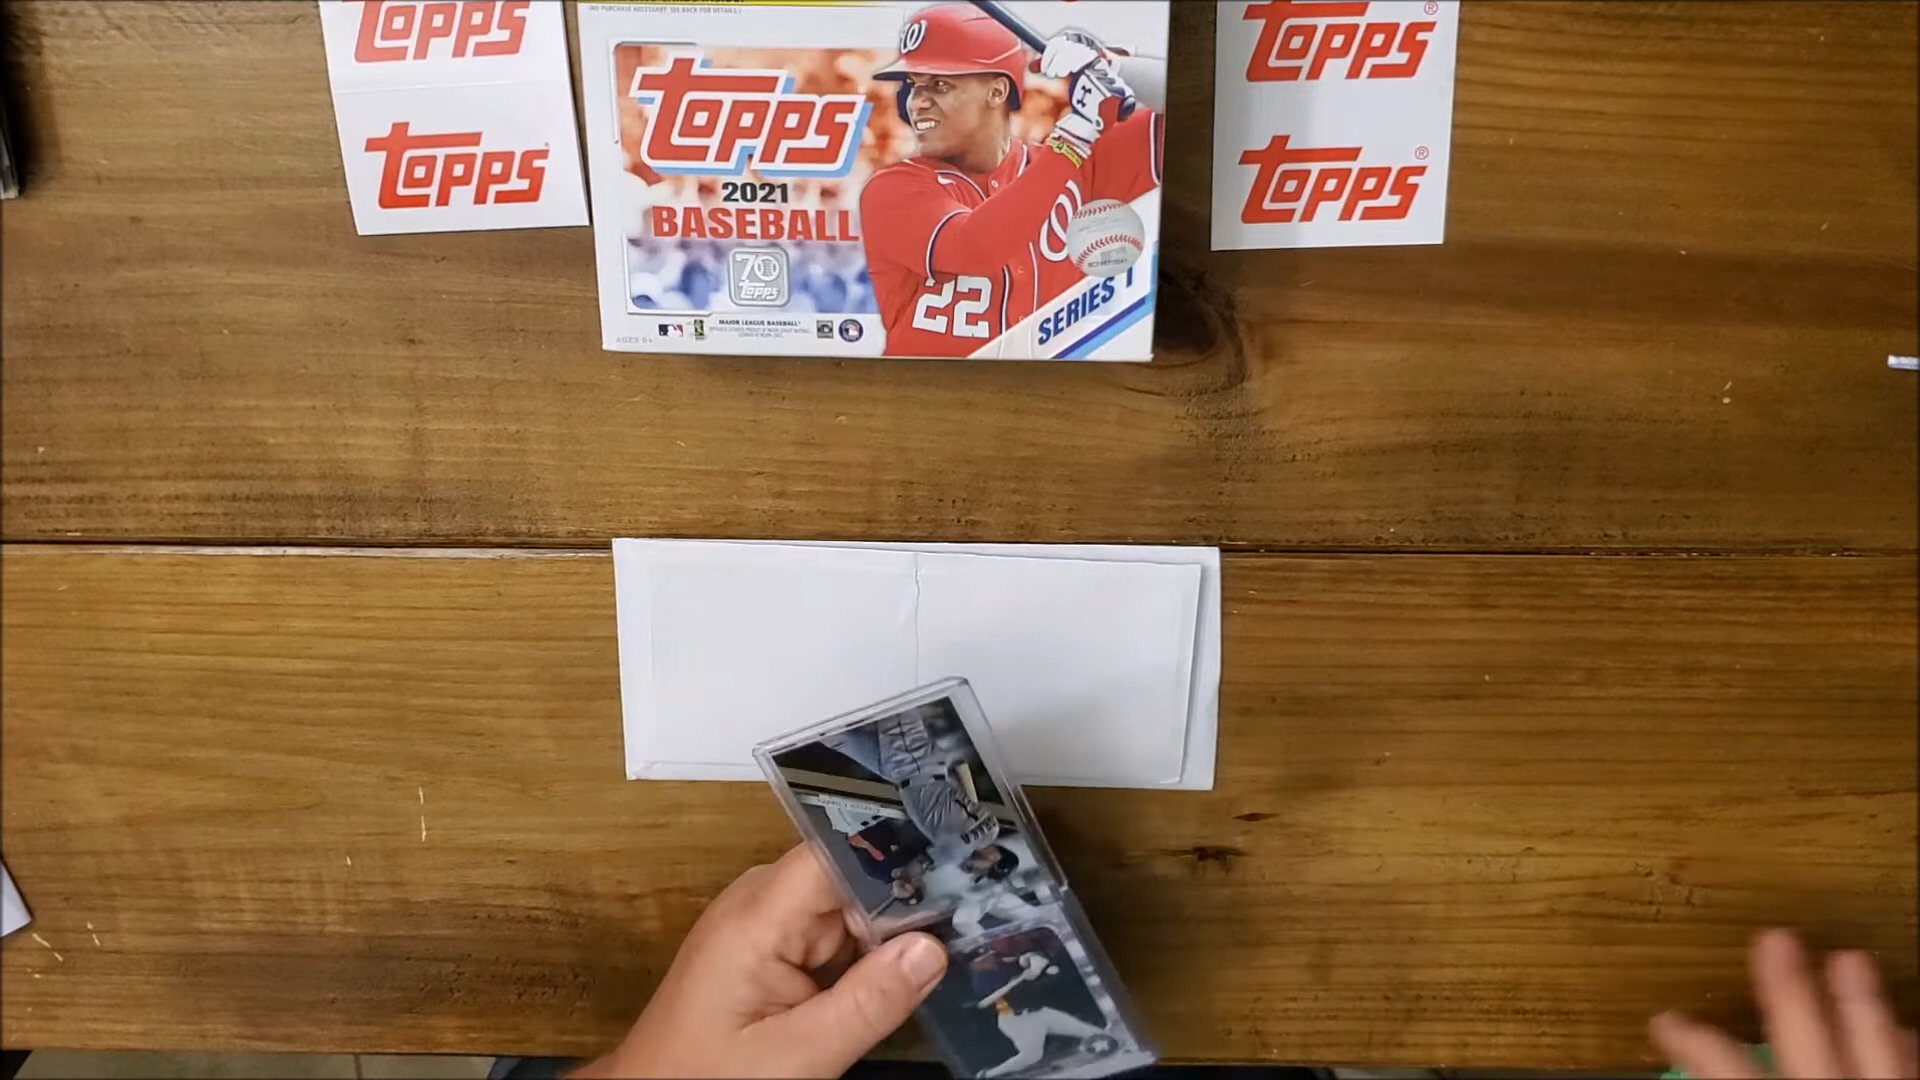 TOPPS
TOPPS
TOPPS
2021
BASEBALL
70
TOPPS
MAJOR LEAGUE BASEBALL
AGES 6+
W
22
SERIES 1
TOPPS®
TOPPS®